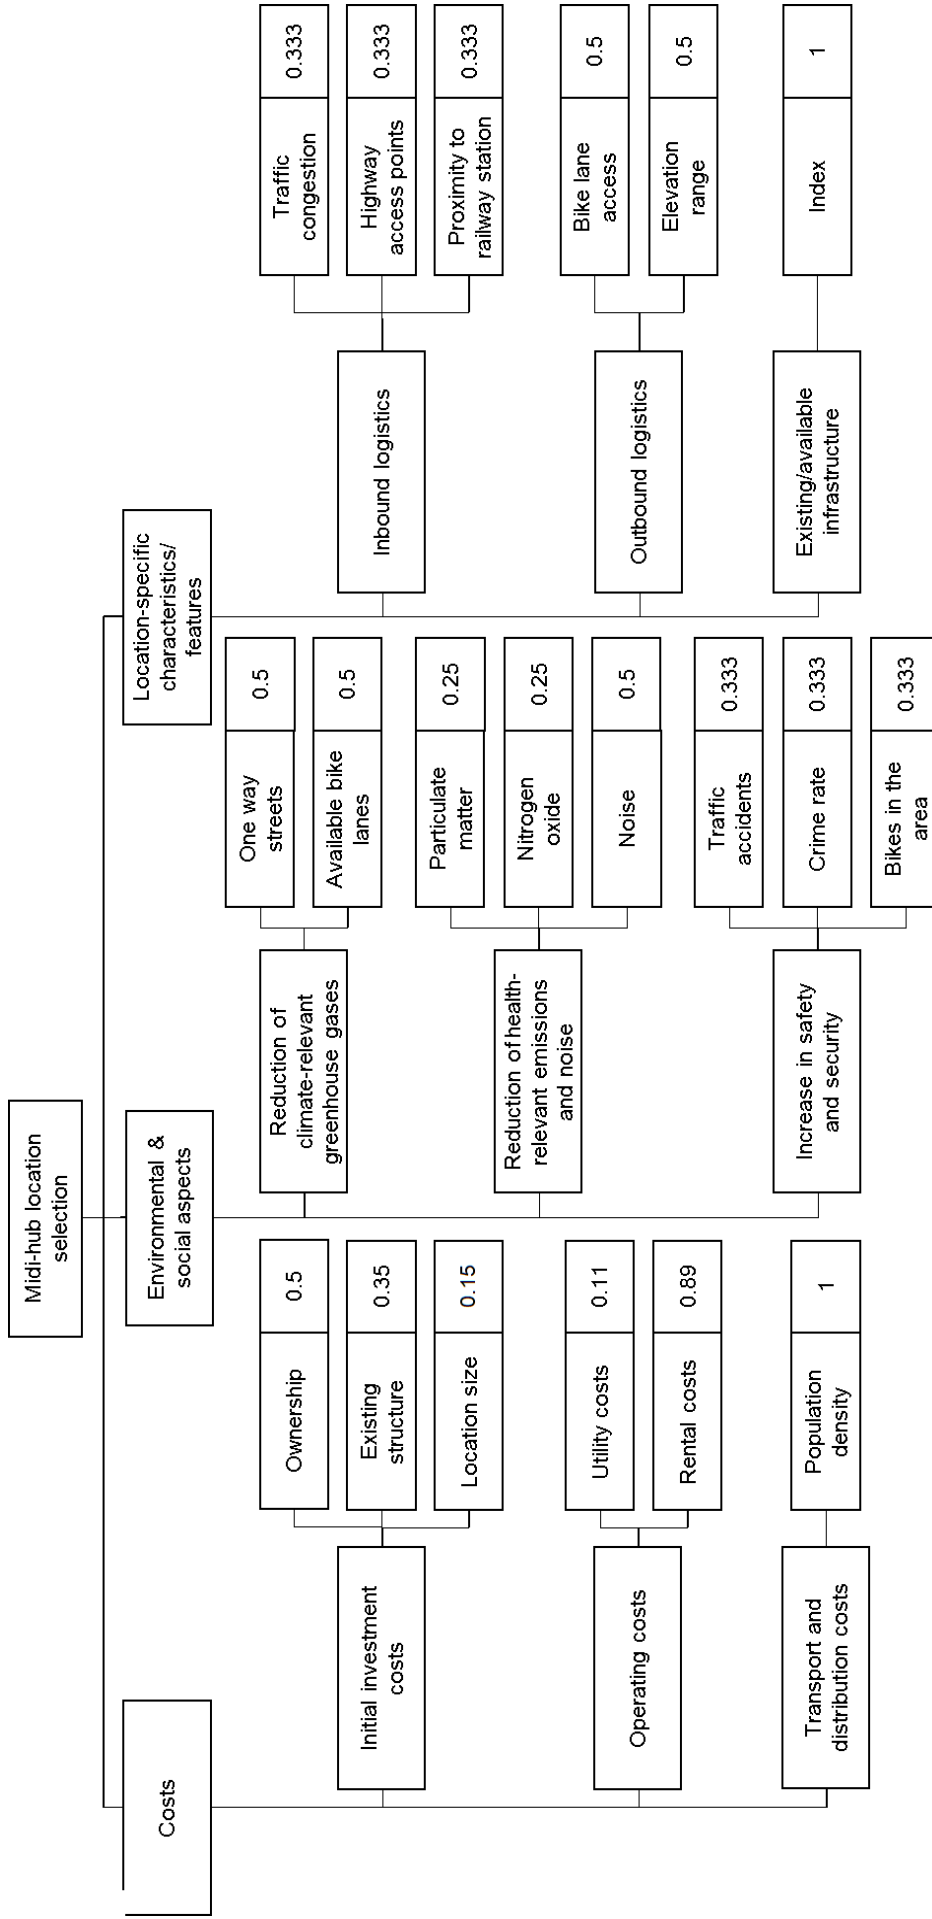 Midi-hub location
selection
Costs
Initial investment
costs
Ownership
0.5
Existing
structure
0.35
Location size
0.15
Operating costs
Utility costs
0.11
Rental costs
0.89
Transport and
distribution costs
Population
density
1
Environmental &
social aspects
Reduction of
climate-relevant
greenhouse gases
One way
streets
0.5
Available bike
lanes
0.5
Reduction of health-
relevant emissions
and noise
Particulate
matter
0.25
Nitrogen
oxide
0.25
Noise
0.5
Increase in safety
and security
Traffic
accidents
0.333
Crime rate
0.333
Bikes in the
area
0.333
Location-specific
characteristics/
features
Inbound logistics
Traffic
congestion
0.333
Highway
access points
0.333
Proximity to
railway station
0.333
Outbound logistics
Bike lane
access
0.5
Elevation
range
0.5
Existing/available
infrastructure
Index
1